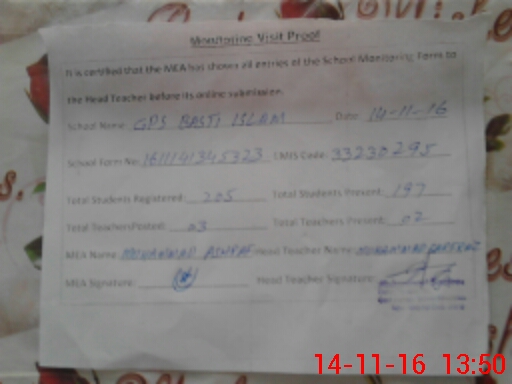 Monitoring Visit Proof
It is certified that the MEA has shown all entries of the School Monitoring Form to
the Head Teacher before its online submission.
School Name: GPS BASTI ISLAM Date: 14-11-16
School Form No: 1611141345323 EMIS Code: 33230295
Total Students Registered: 205 Total Students Present: 197
Total Teachers Posted: 03 Total Teachers Present: 02
MEA Name: MUHAMMAD ASHRAF Head Teacher Name: MUHAMMAD
MEA Signature: Head Teacher Signature:
14-11-16 13:50